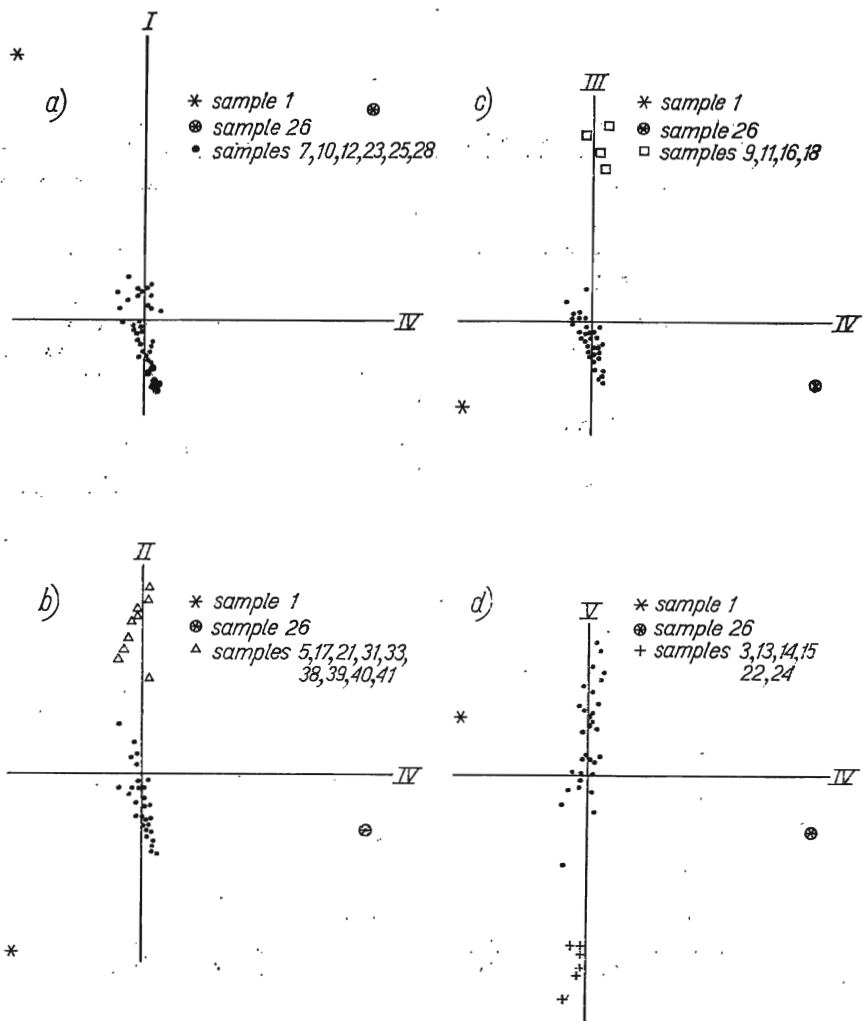 I
a)
* sample 1
⊛ sample 26
• samples 7,10,12,23,25,28
IV
III
c)
* sample 1
⊛ sample 26
□ samples 9,11,16,18
IV
II
b)
* sample 1
⊛ sample 26
△ samples 5,17,21,31,33,
38,39,40,41
IV
V
d)
* sample 1
⊛ sample 26
+ samples 3,13,14,15
22,24
IV